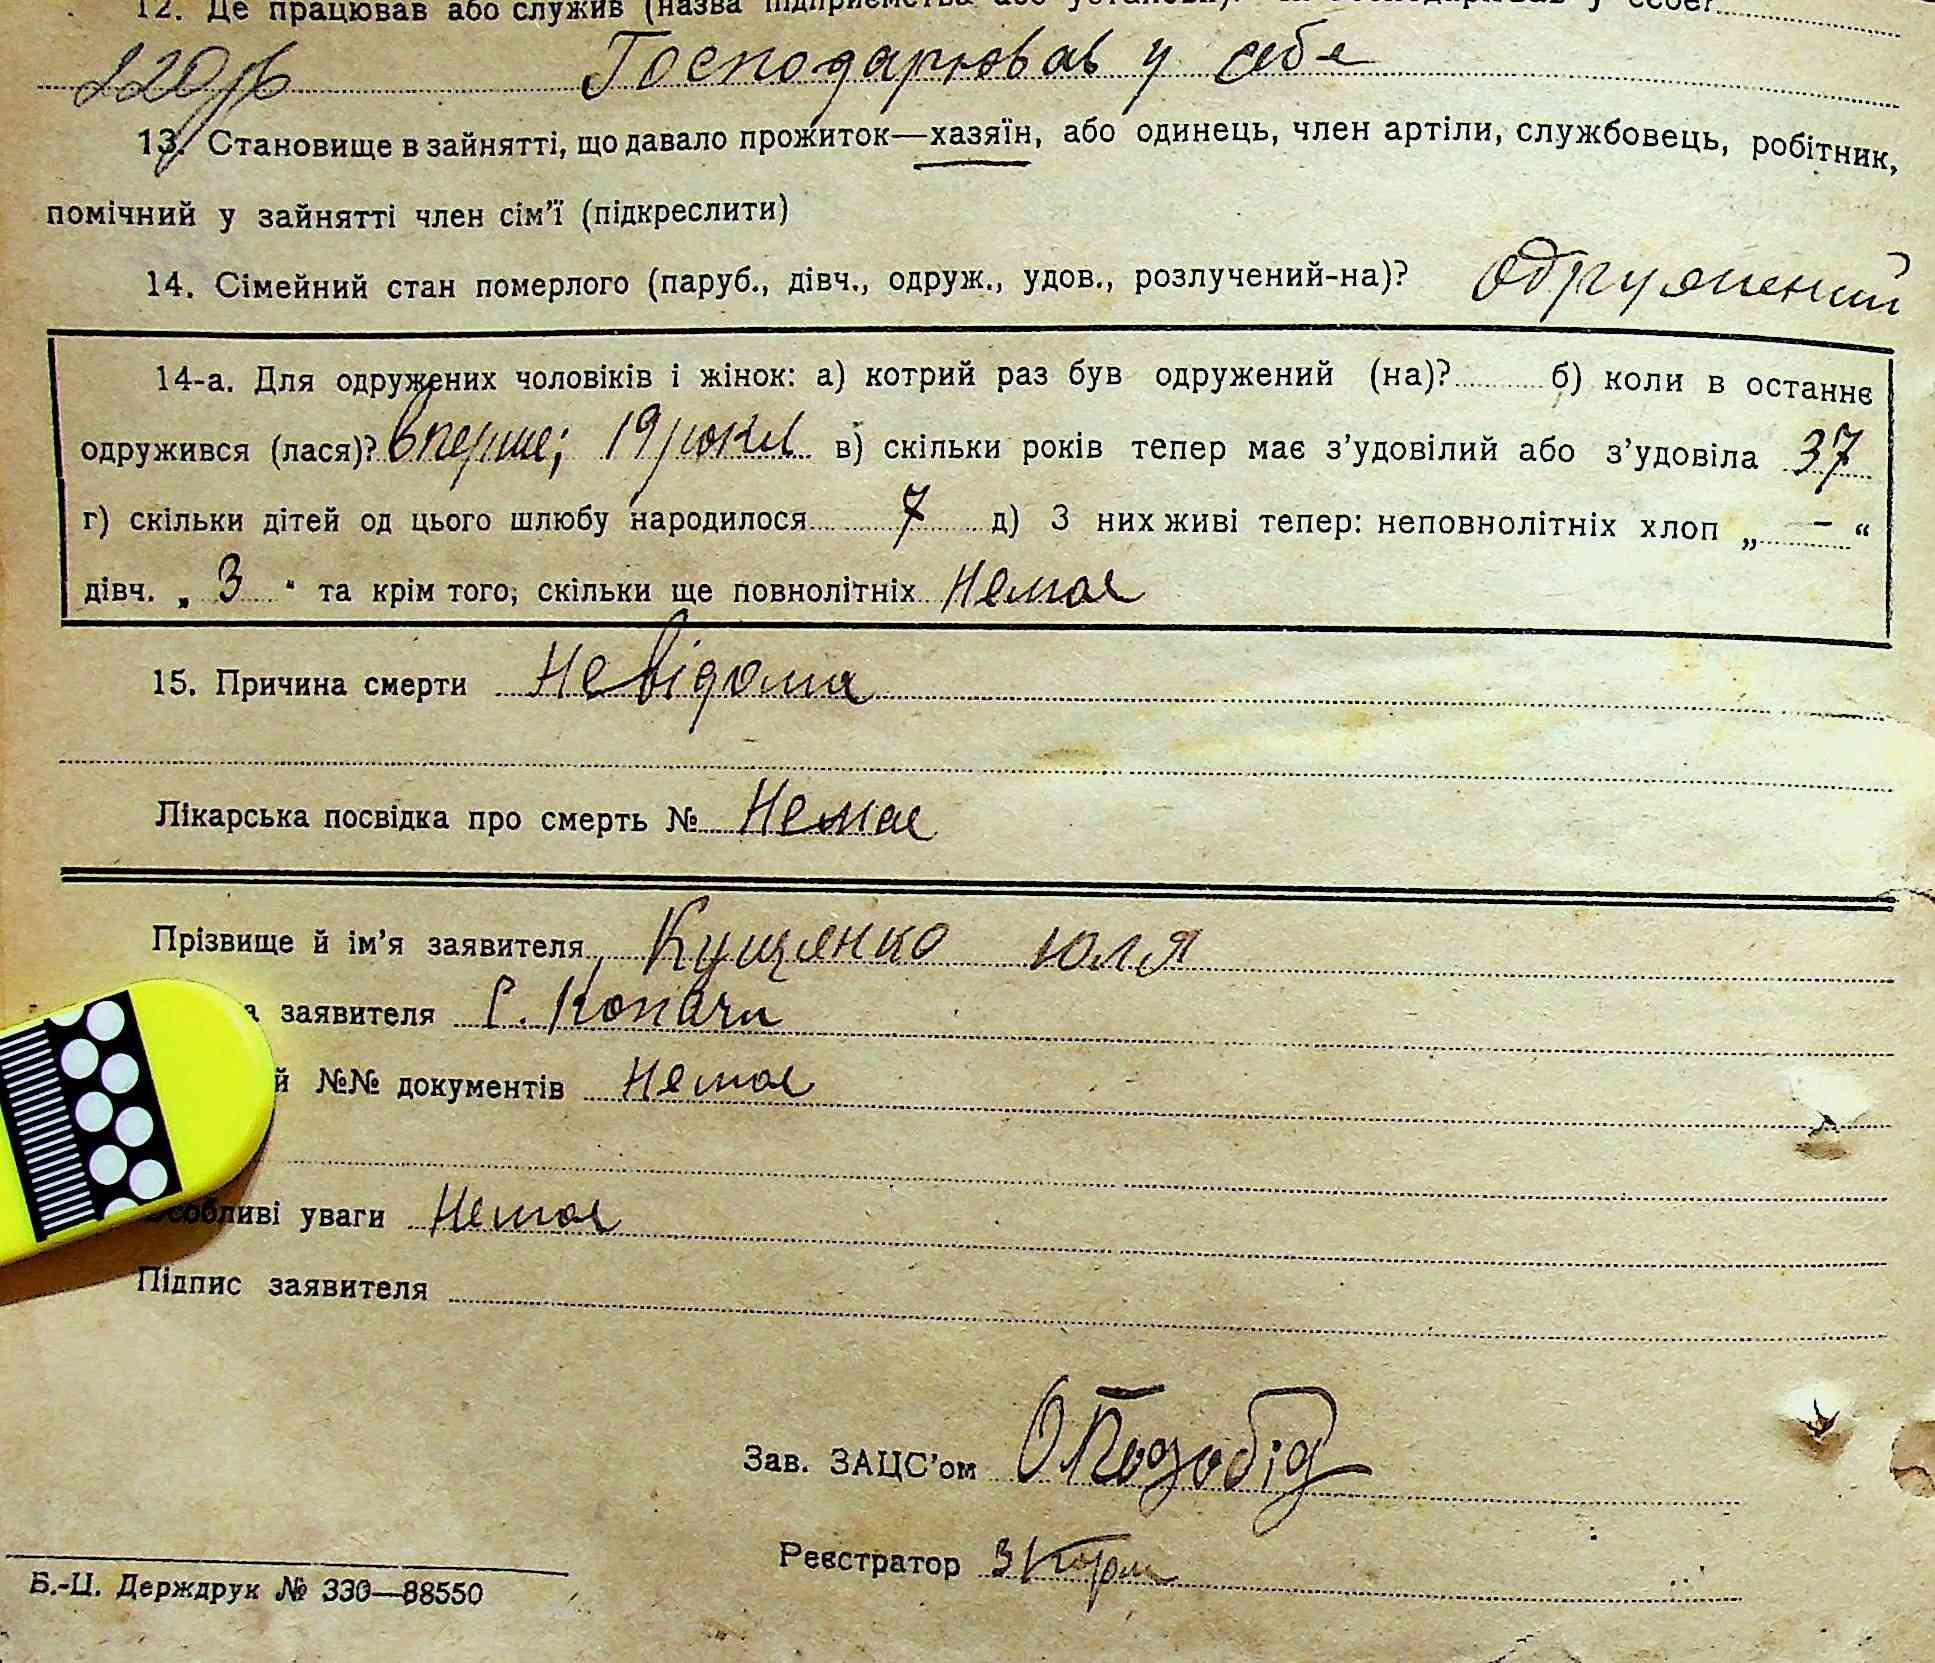 12. Де працював або служив (назва підприємства або установи). Чи господарював у себе?
Господарював у себе
13. Становище в зайнятті, що давало прожиток—хазяїн, або одинець, член артіли, службовець, робітник,
помічний у зайнятті член сім’ї (підкреслити)
14. Сімейний стан померлого (паруб., дівч., одруж., удов., розлучений-на)? одружений
14-а. Для одружених чоловіків і жінок: а) котрий раз був одружений (на)? б) коли в останнє
одружився (лася)? вперше; 19 роки в) скільки років тепер має з’удовілий або з’удовіла 37
г) скільки дітей од цього шлюбу народилося 7 д) З них живі тепер: неповнолітніх хлоп „ – “
дівч. „ 3 “ та крім того, скільки ще повнолітніх Немає
15. Причина смерти Невідома
Лікарська посвідка про смерть № Немає
Прізвище й ім’я заявителя Кущенко Юля
а заявителя с. Копачи
й №№ документів Немає
Особливі уваги Немає
Підпис заявителя
Зав. ЗАЦС’ом
Реєстратор
Б.-Ц. Держдрук № 330—88550